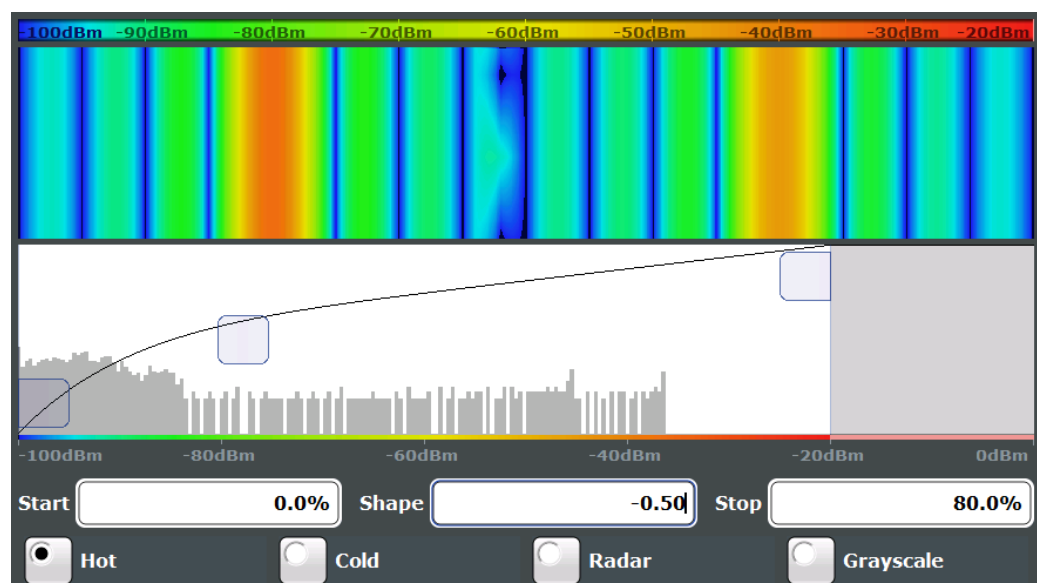 -100dBm -90dBm -80dBm -70dBm -60dBm -50dBm -40dBm -30dBm -20dBm
-100dBm -80dBm -60dBm -40dBm -20dBm 0dBm
Start 0.0% Shape -0.50 Stop 80.0%
Hot Cold Radar Grayscale